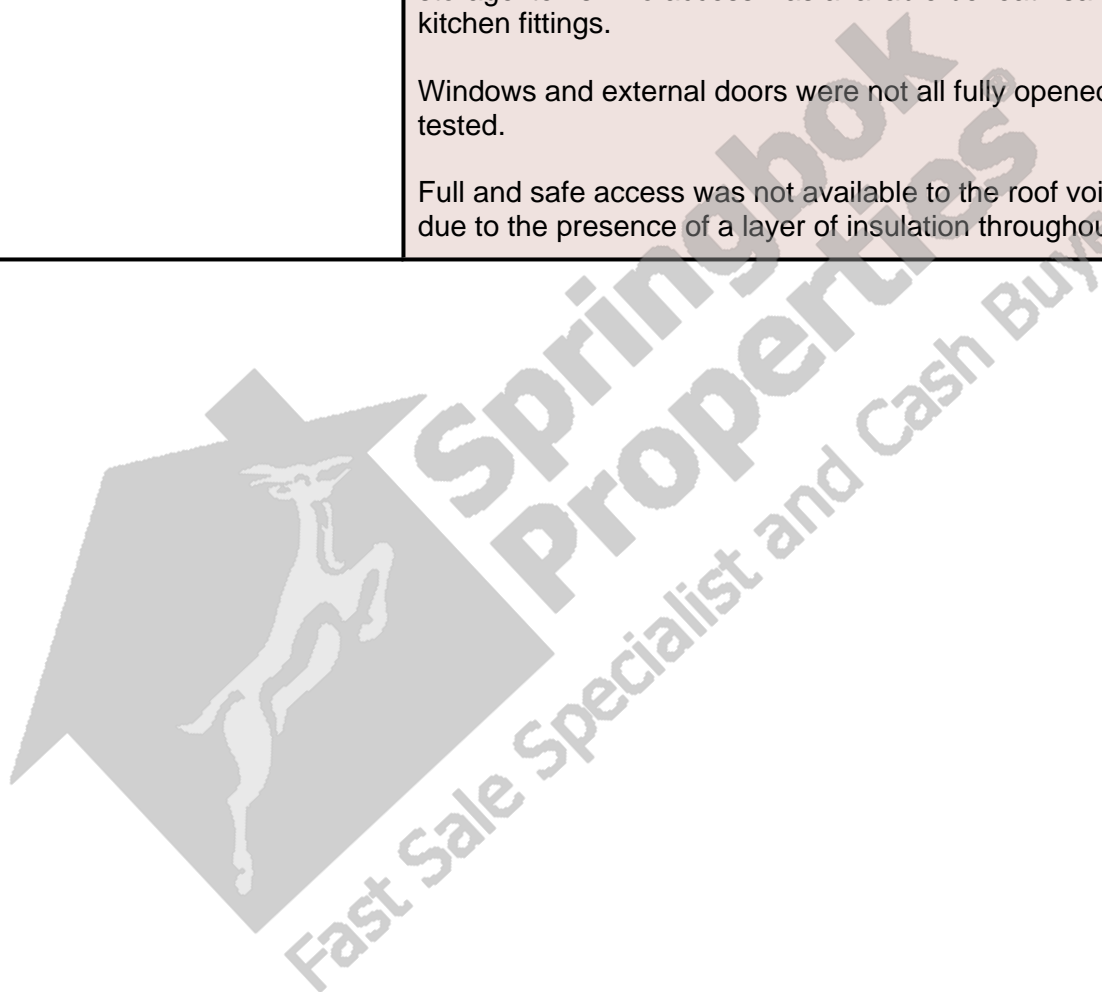 kitchen fittings.
Windows and external doors were not all fully opened
tested.
Full and safe access was not available to the roof voi
due to the presence of a layer of insulation throughou
Springbok
Properties®
Fast Sale Specialist and Cash Buy